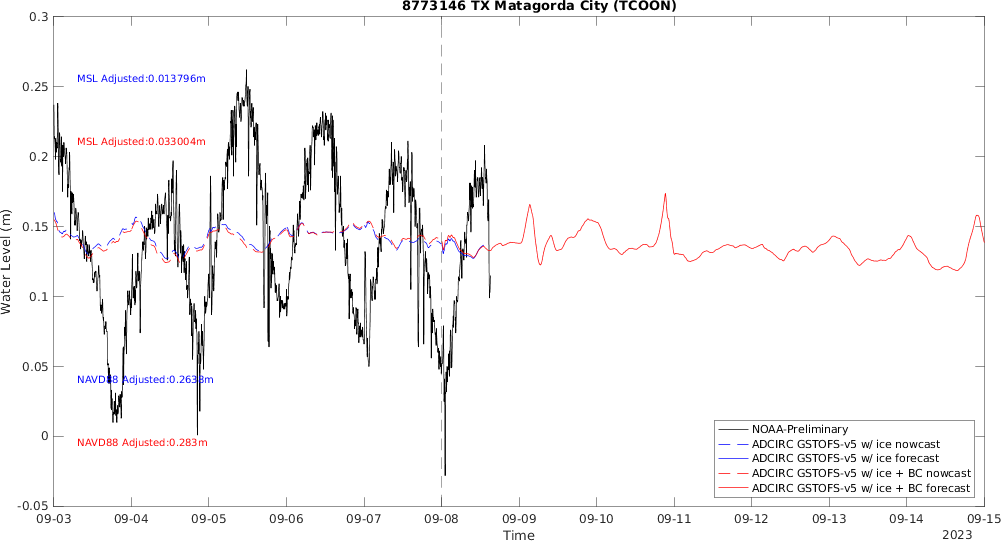 8773146 TX Matagorda City (TCOON)
0.3
0.25
0.2
0.15
0.1
0.05
0
-0.05
Water Level (m)
MSL Adjusted:0.013796m
MSL Adjusted:0.033004m
NAVD88 Adjusted:0.2638m
NAVD88 Adjusted:0.283m
NOAA-Preliminary
ADCIRC GSTOFS-v5 w/ ice nowcast
ADCIRC GSTOFS-v5 w/ ice forecast
ADCIRC GSTOFS-v5 w/ ice + BC nowcast
ADCIRC GSTOFS-v5 w/ ice + BC forecast
09-03 09-04 09-05 09-06 09-07 09-08 09-09 09-10 09-11 09-12 09-13 09-14 09-15
Time
2023